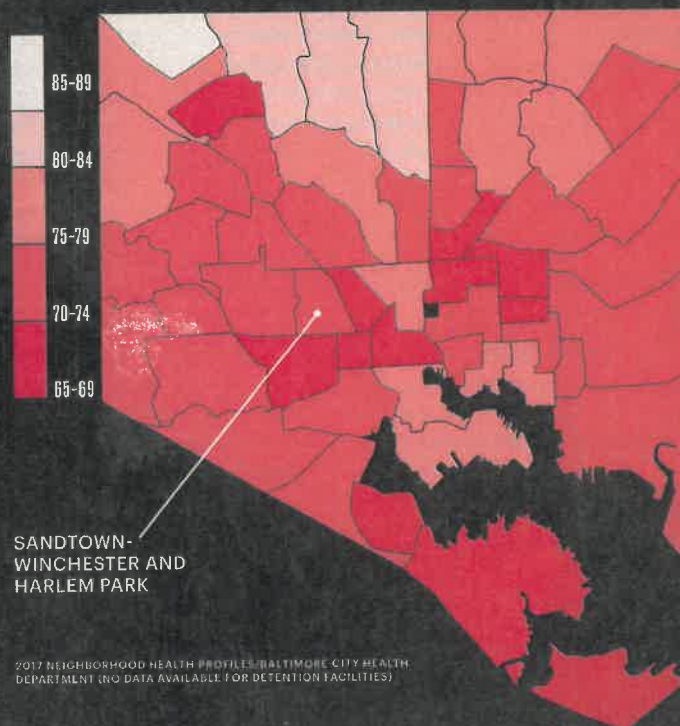 85-89
80-84
75-79
70-74
65-69
SANDTOWN-
WINCHESTER AND
HARLEM PARK
2017 NEIGHBORHOOD HEALTH PROFILES/BALTIMORE CITY HEALTH
DEPARTMENT (NO DATA AVAILABLE FOR DETENTION FACILITIES)